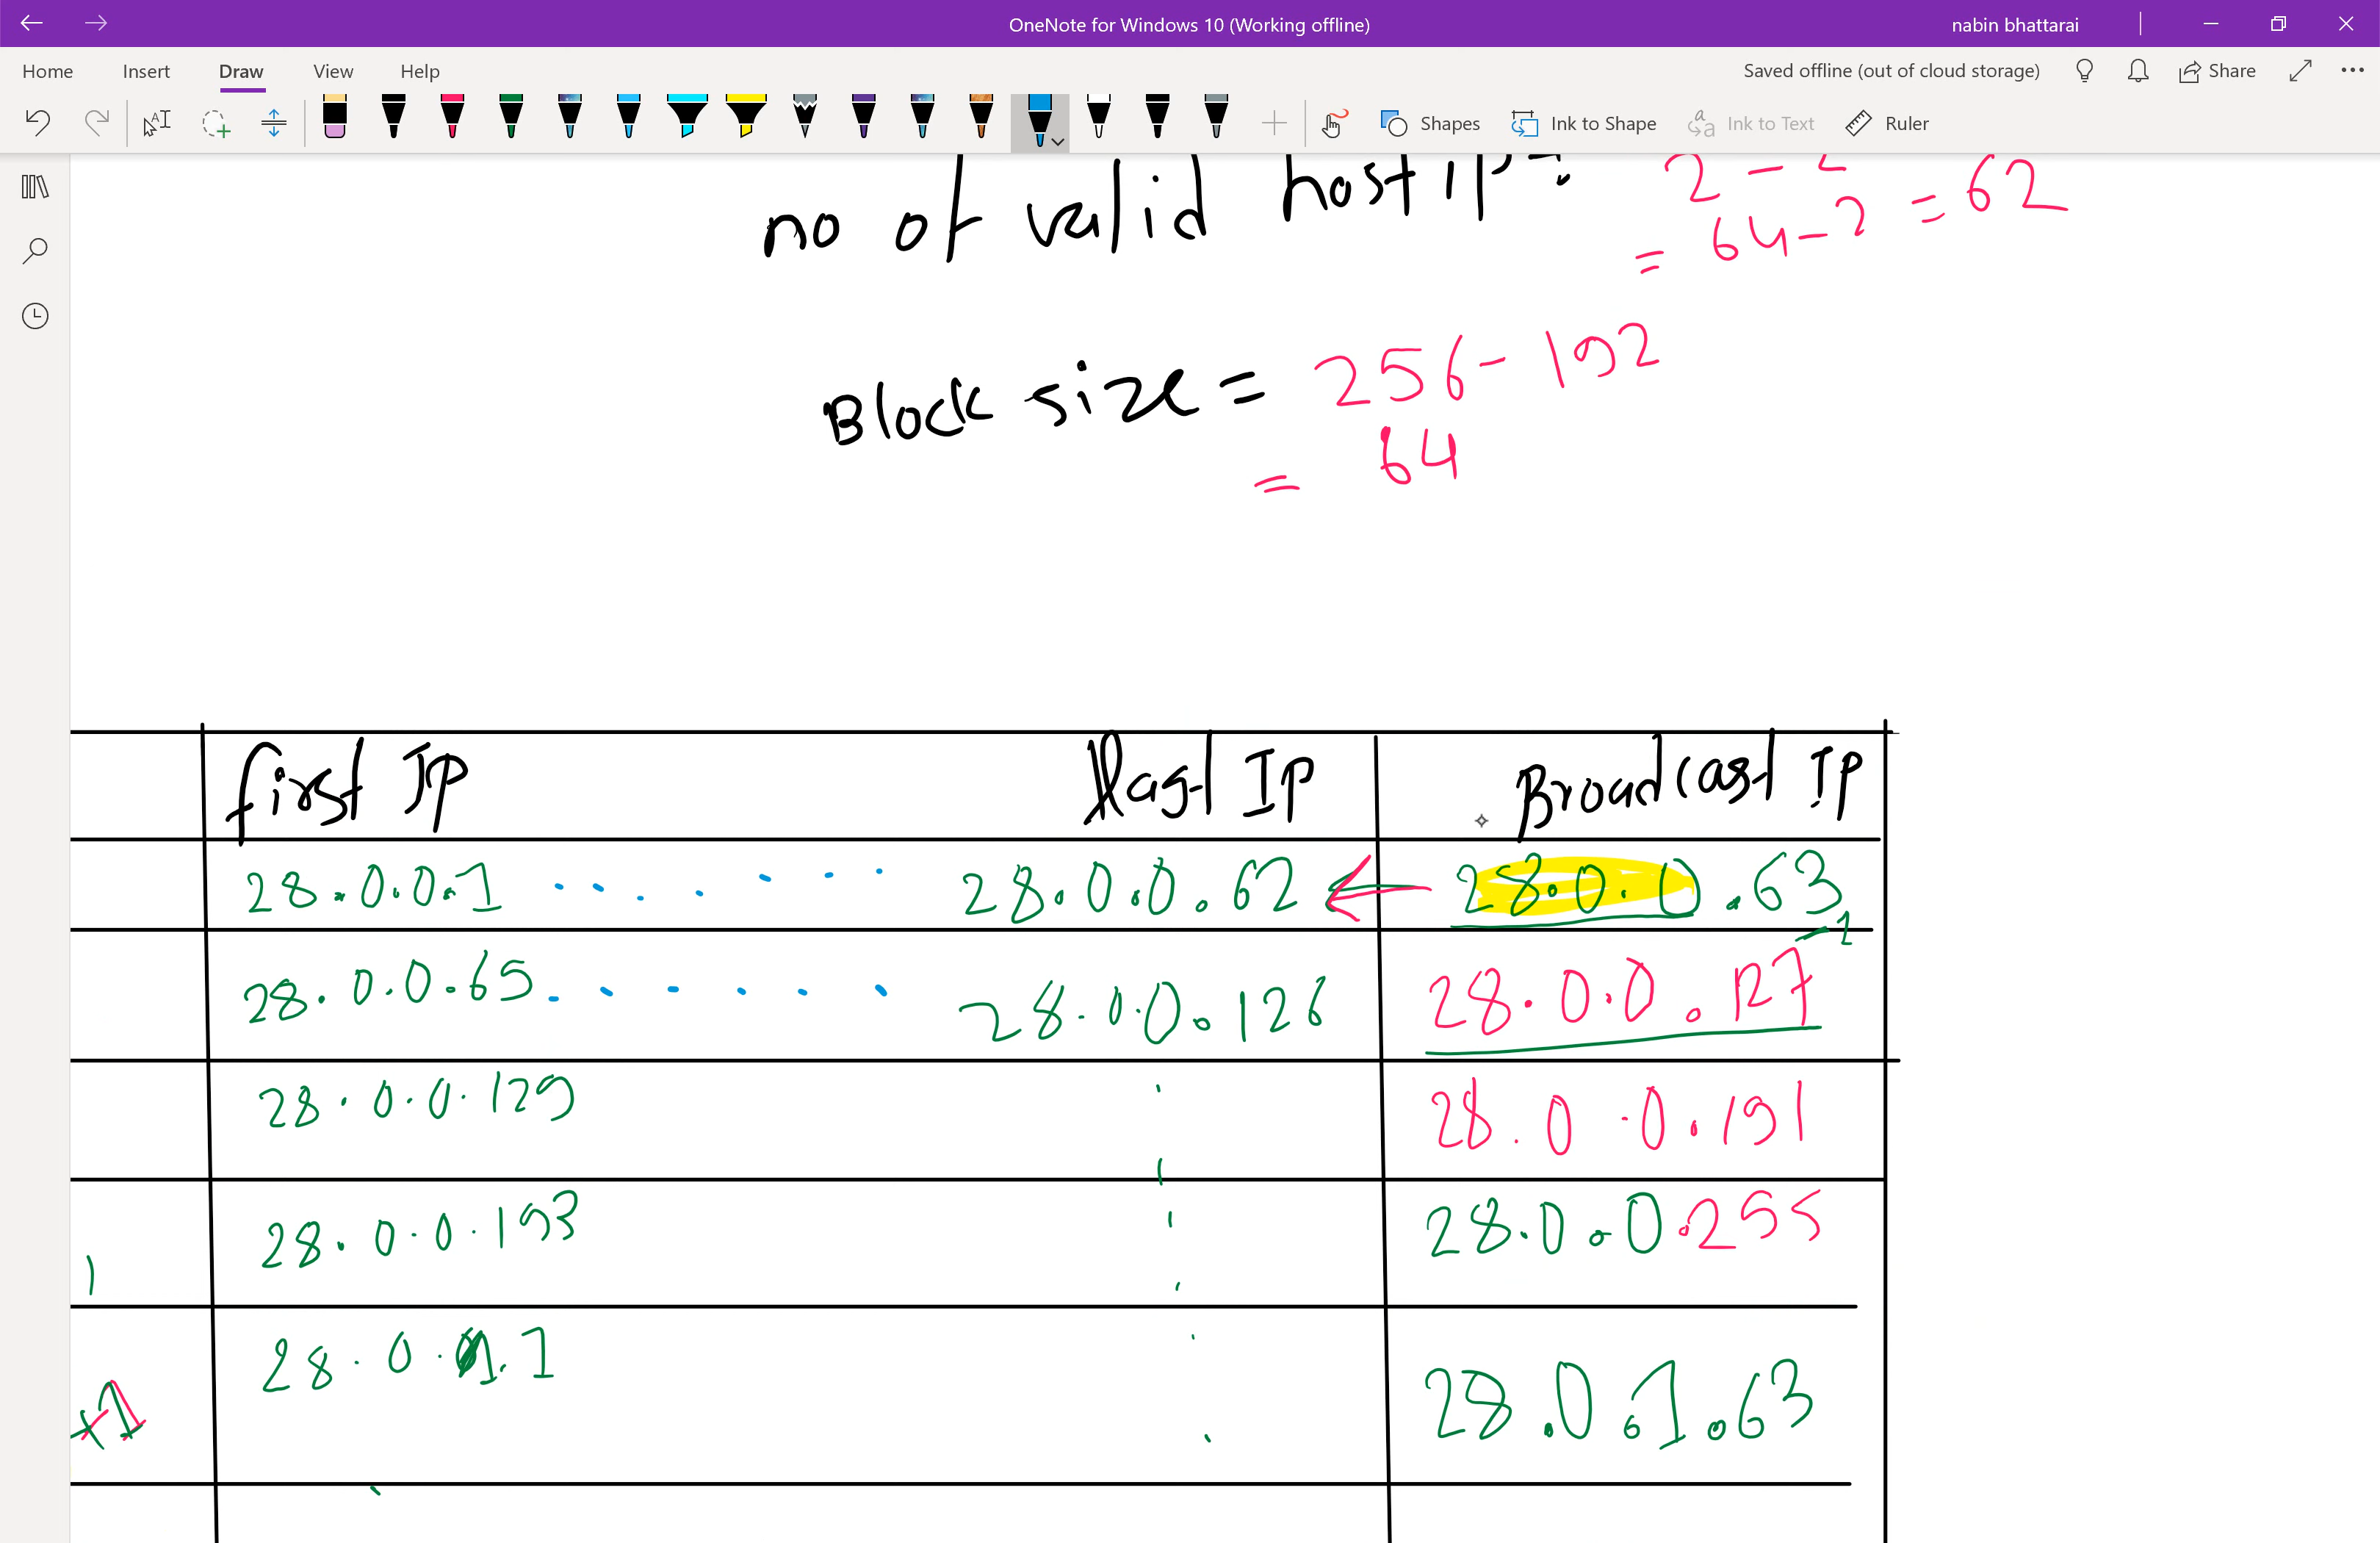 OneNote for Windows 10 (Working offline)
nabin bhattarai
Home Insert Draw View Help
Saved offline (out of cloud storage) Share
Shapes Ink to Shape Ink to Text Ruler
no of valid host IP = 2 - 2
= 64 - 2 = 62
Block size = 256 - 192
= 64
first IP last IP Broadcast IP
28.0.0.1 ...... 28.0.0.62 ← 28.0.0.63
-1
28.0.0.65 ...... 28.0.0.126 28.0.0.127
28.0.0.129 28.0.0.191
28.0.0.193 28.0.0.255
28.0.1.1 28.0.1.63
+1